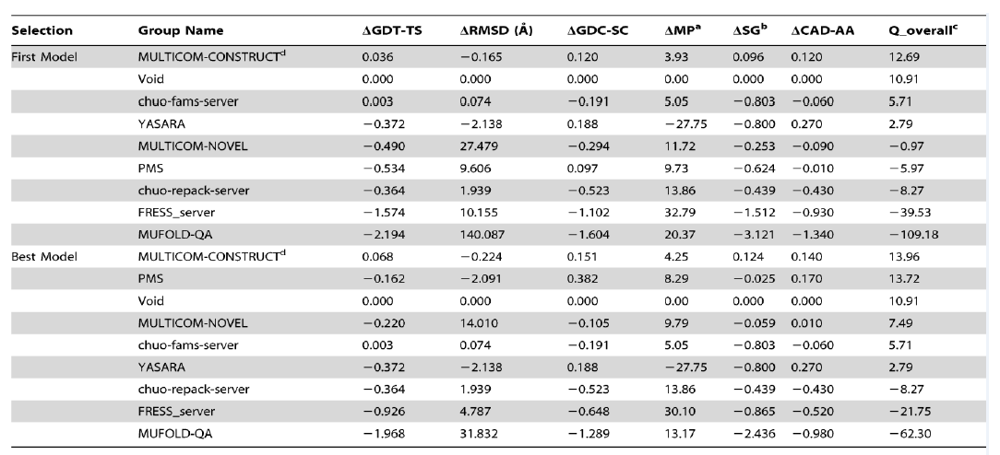 Selection Group Name ΔGDT-TS ΔRMSD (Å) ΔGDC-SC ΔMPᵃ ΔSGᵇ ΔCAD-AA Q_overallᶜ
First Model MULTICOM-CONSTRUCTᵈ 0.036 −0.165 0.120 3.93 0.096 0.120 12.69
Void 0.000 0.000 0.000 0.00 0.000 0.000 10.91
chuo-fams-server 0.003 0.074 −0.191 5.05 −0.803 −0.060 5.71
YASARA −0.372 −2.138 0.188 −27.75 −0.800 0.270 2.79
MULTICOM-NOVEL −0.490 27.479 −0.294 11.72 −0.253 −0.090 −0.97
PMS −0.534 9.606 0.097 9.73 −0.624 −0.010 −5.97
chuo-repack-server −0.364 1.939 −0.523 13.86 −0.439 −0.430 −8.27
FRESS_server −1.574 10.155 −1.102 32.79 −1.512 −0.930 −39.53
MUFOLD-QA −2.194 140.087 −1.604 20.37 −3.121 −1.340 −109.18
Best Model MULTICOM-CONSTRUCTᵈ 0.068 −0.224 0.151 4.25 0.124 0.140 13.96
PMS −0.162 −2.091 0.382 8.29 −0.025 0.170 13.72
Void 0.000 0.000 0.000 0.00 0.000 0.000 10.91
MULTICOM-NOVEL −0.220 14.010 −0.105 9.79 −0.059 0.010 7.49
chuo-fams-server 0.003 0.074 −0.191 5.05 −0.803 −0.060 5.71
YASARA −0.372 −2.138 0.188 −27.75 −0.800 0.270 2.79
chuo-repack-server −0.364 1.939 −0.523 13.86 −0.439 −0.430 −8.27
FRESS_server −0.926 4.787 −0.648 30.10 −0.865 −0.520 −21.75
MUFOLD-QA −1.968 31.832 −1.289 13.17 −2.436 −0.980 −62.30